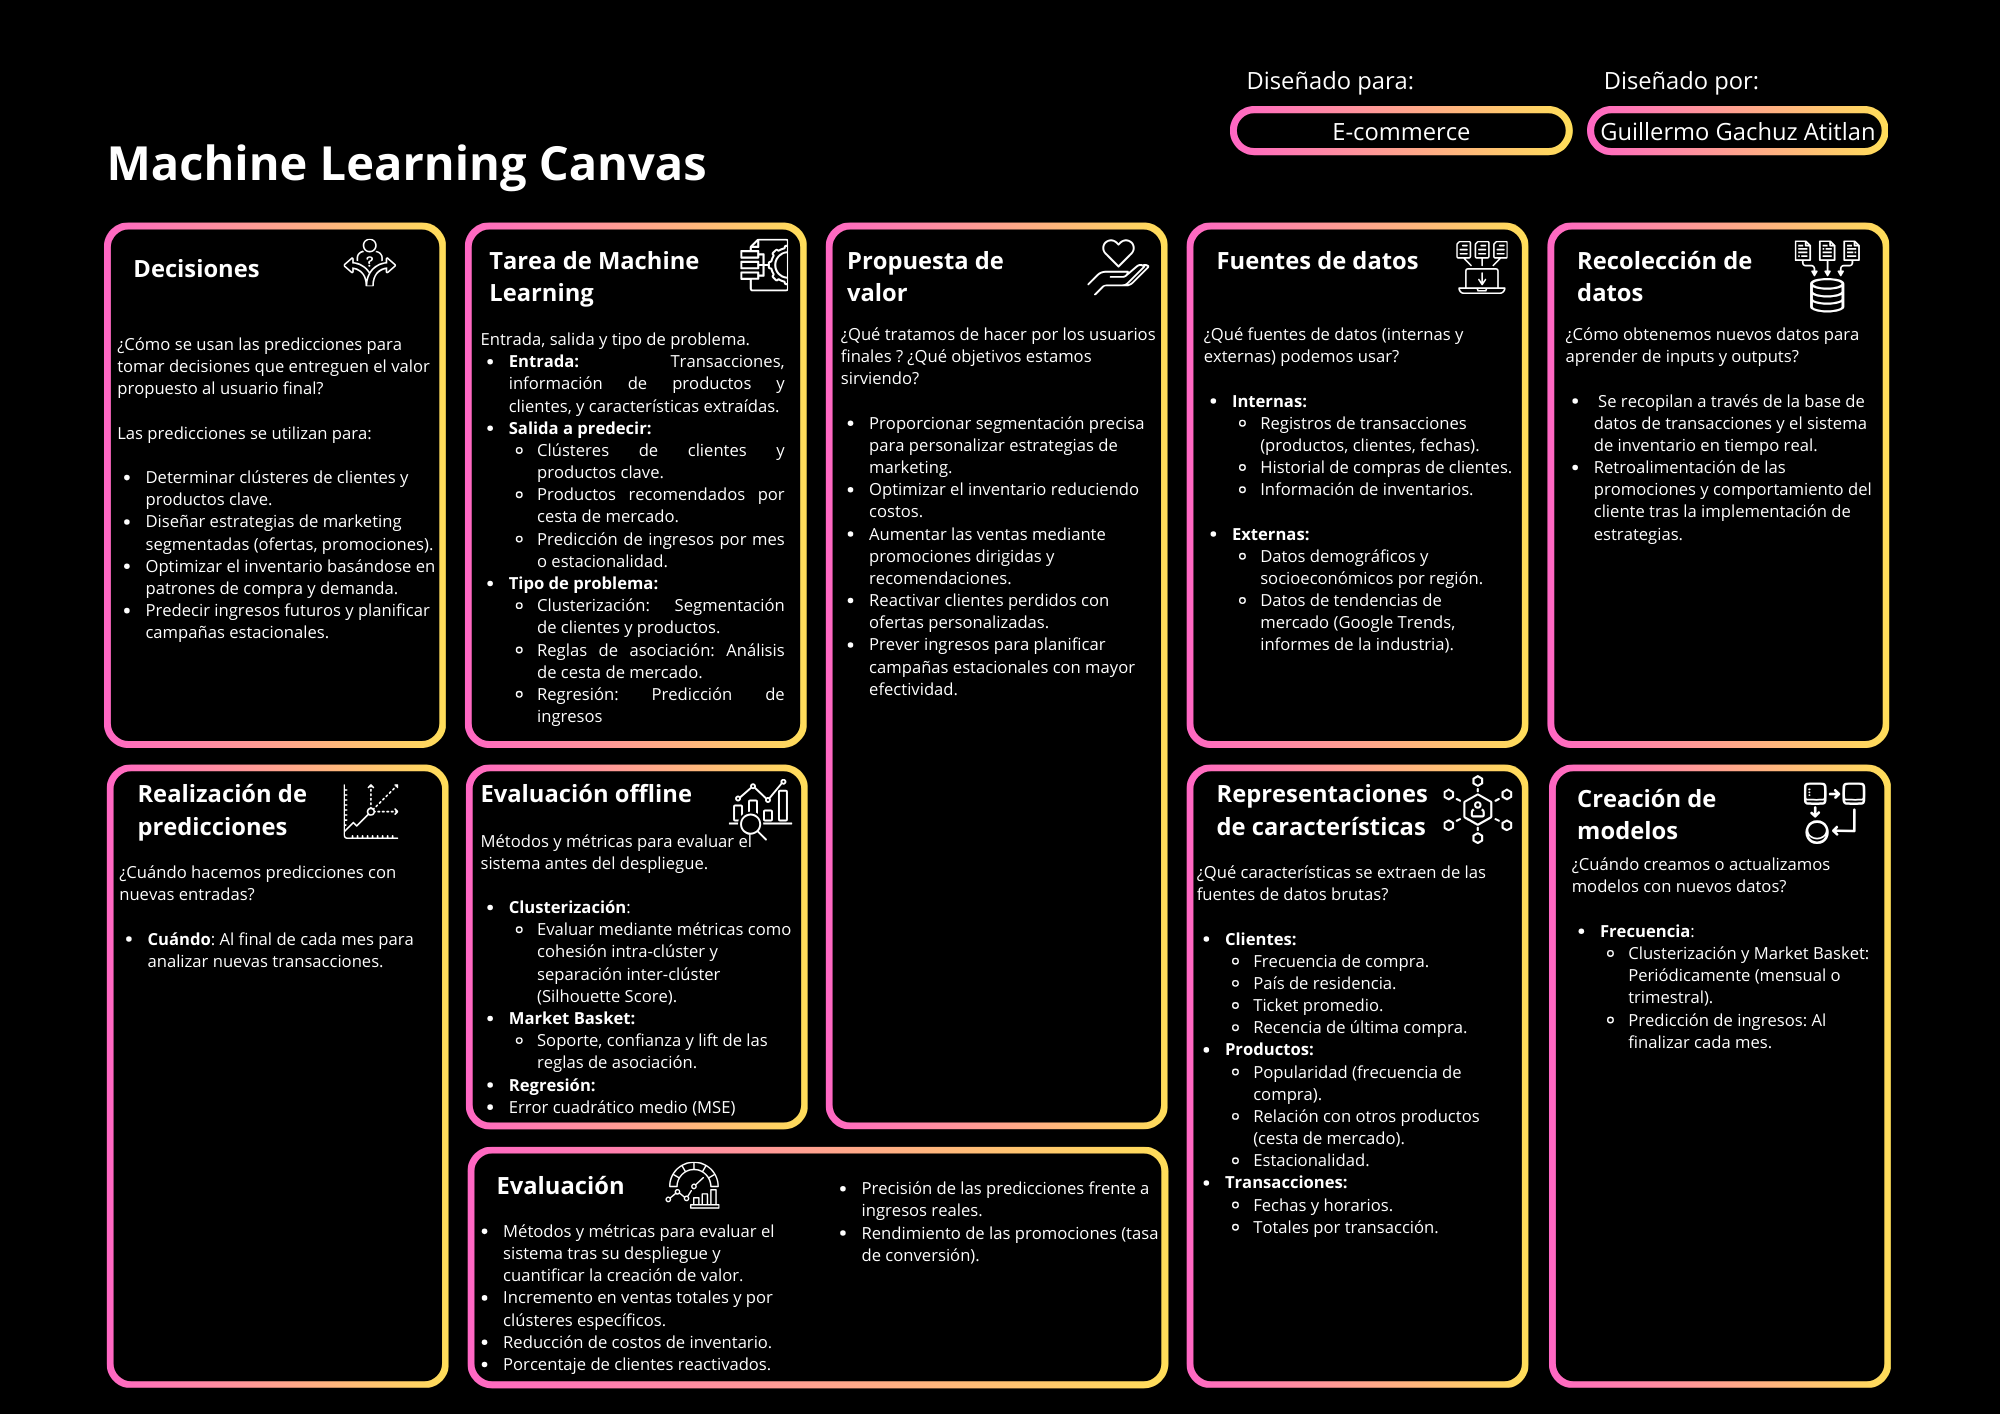 Diseñado para:
Diseñado por:
E-commerce
Guillermo Gachuz Atitlan
Machine Learning Canvas
Decisiones
¿Cómo se usan las predicciones para
tomar decisiones que entreguen el valor
propuesto al usuario final?
Las predicciones se utilizan para:
Determinar clústeres de clientes y
productos clave.
Diseñar estrategias de marketing
segmentadas (ofertas, promociones).
Optimizar el inventario basándose en
patrones de compra y demanda.
Predecir ingresos futuros y planificar
campañas estacionales.
Tarea de Machine
Learning
Entrada, salida y tipo de problema.
Entrada: Transacciones,
información de productos y
clientes, y características extraídas.
Salida a predecir:
Clústeres de clientes y
productos clave.
Productos recomendados por
cesta de mercado.
Predicción de ingresos por mes
o estacionalidad.
Tipo de problema:
Clusterización: Segmentación
de clientes y productos.
Reglas de asociación: Análisis
de cesta de mercado.
Regresión: Predicción de
ingresos
Propuesta de
valor
¿Qué tratamos de hacer por los usuarios
finales ? ¿Qué objetivos estamos
sirviendo?
Proporcionar segmentación precisa
para personalizar estrategias de
marketing.
Optimizar el inventario reduciendo
costos.
Aumentar las ventas mediante
promociones dirigidas y
recomendaciones.
Reactivar clientes perdidos con
ofertas personalizadas.
Prever ingresos para planificar
campañas estacionales con mayor
efectividad.
Fuentes de datos
¿Qué fuentes de datos (internas y
externas) podemos usar?
Internas:
Registros de transacciones
(productos, clientes, fechas).
Historial de compras de clientes.
Información de inventarios.
Externas:
Datos demográficos y
socioeconómicos por región.
Datos de tendencias de
mercado (Google Trends,
informes de la industria).
Recolección de
datos
¿Cómo obtenemos nuevos datos para
aprender de inputs y outputs?
Se recopilan a través de la base de
datos de transacciones y el sistema
de inventario en tiempo real.
Retroalimentación de las
promociones y comportamiento del
cliente tras la implementación de
estrategias.
Realización de
predicciones
¿Cuándo hacemos predicciones con
nuevas entradas?
Cuándo: Al final de cada mes para
analizar nuevas transacciones.
Evaluación offline
Métodos y métricas para evaluar el
sistema antes del despliegue.
Clusterización:
Evaluar mediante métricas como
cohesión intra-clúster y
separación inter-clúster
(Silhouette Score).
Market Basket:
Soporte, confianza y lift de las
reglas de asociación.
Regresión:
Error cuadrático medio (MSE)
Evaluación
Métodos y métricas para evaluar el
sistema tras su despliegue y
cuantificar la creación de valor.
Incremento en ventas totales y por
clústeres específicos.
Reducción de costos de inventario.
Porcentaje de clientes reactivados.
Precisión de las predicciones frente a
ingresos reales.
Rendimiento de las promociones (tasa
de conversión).
Representaciones
de características
¿Qué características se extraen de las
fuentes de datos brutas?
Clientes:
Frecuencia de compra.
País de residencia.
Ticket promedio.
Recencia de última compra.
Productos:
Popularidad (frecuencia de
compra).
Relación con otros productos
(cesta de mercado).
Estacionalidad.
Transacciones:
Fechas y horarios.
Totales por transacción.
Creación de
modelos
¿Cuándo creamos o actualizamos
modelos con nuevos datos?
Frecuencia:
Clusterización y Market Basket:
Periódicamente (mensual o
trimestral).
Predicción de ingresos: Al
finalizar cada mes.